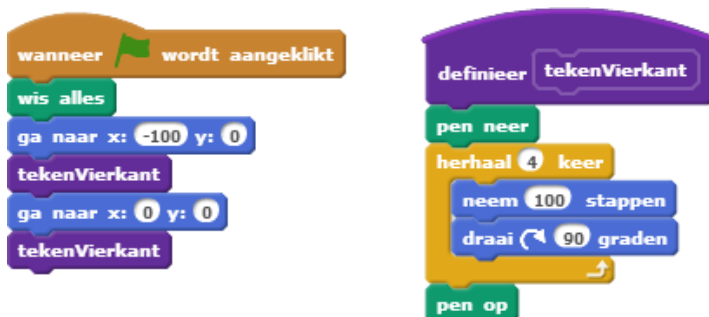 wanneer wordt aangeklikt
wis alles
ga naar x: -100 y: 0
tekenVierkant
ga naar x: 0 y: 0
tekenVierkant
definieer tekenVierkant
pen neer
herhaal 4 keer
neem 100 stappen
draai 90 graden
pen op